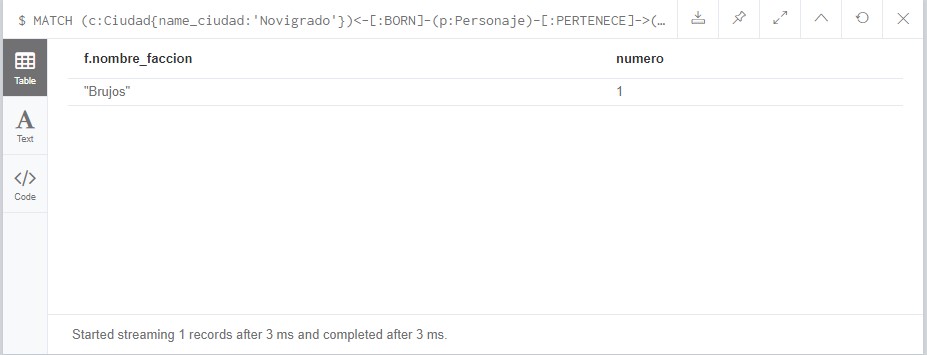 $ MATCH (c:Ciudad{name_ciudad:'Novigrado'})<-[:BORN]-(p:Personaje)-[:PERTENECE]->(…
Table
f.nombre_faccion numero
"Brujos" 1
A
Text
</>
Code
Started streaming 1 records after 3 ms and completed after 3 ms.